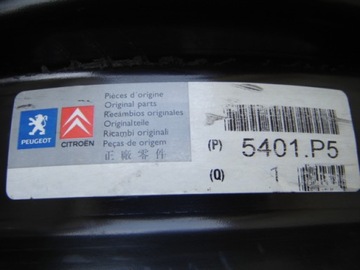 Pièces d'origine
Original parts
Recambios originales
Originalteile
Ricambi originali
Peças de origem
正廠零件
PEUGEOT
CITROËN
(P) 5401.P5
(Q) 1